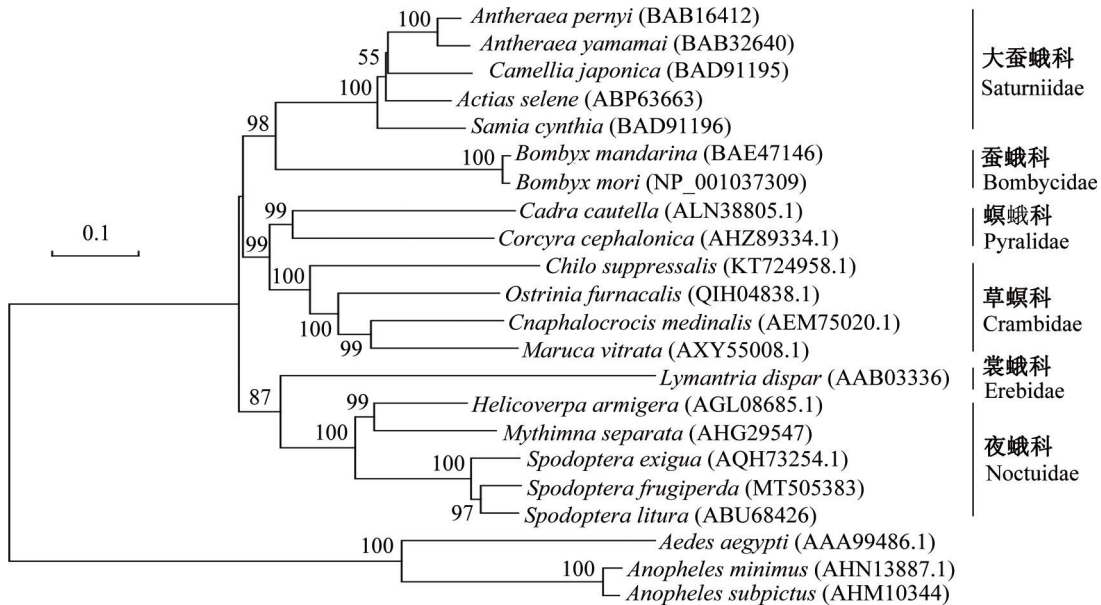 100
Antheraea pernyi (BAB16412)
Antheraea yamamai (BAB32640)
55
Camellia japonica (BAD91195)
100
Actias selene (ABP63663)
Samia cynthia (BAD91196)
大蚕蛾科
Saturniidae
98
100
Bombyx mandarina (BAE47146)
Bombyx mori (NP_001037309)
蚕蛾科
Bombycidae
99
Cadra cautella (ALN38805.1)
Corcyra cephalonica (AHZ89334.1)
螟蛾科
Pyralidae
0.1
99
100
Chilo suppressalis (KT724958.1)
Ostrinia furnacalis (QIH04838.1)
100
Cnaphalocrocis medinalis (AEM75020.1)
99
Maruca vitrata (AXY55008.1)
草螟科
Crambidae
Lymantria dispar (AAB03336)
裳蛾科
Erebidae
87
99
Helicoverpa armigera (AGL08685.1)
Mythimna separata (AHG29547)
100
100
Spodoptera exigua (AQH73254.1)
Spodoptera frugiperda (MT505383)
97
Spodoptera litura (ABU68426)
夜蛾科
Noctuidae
100
Aedes aegypti (AAA99486.1)
100
Anopheles minimus (AHN13887.1)
Anopheles subpictus (AHM10344)